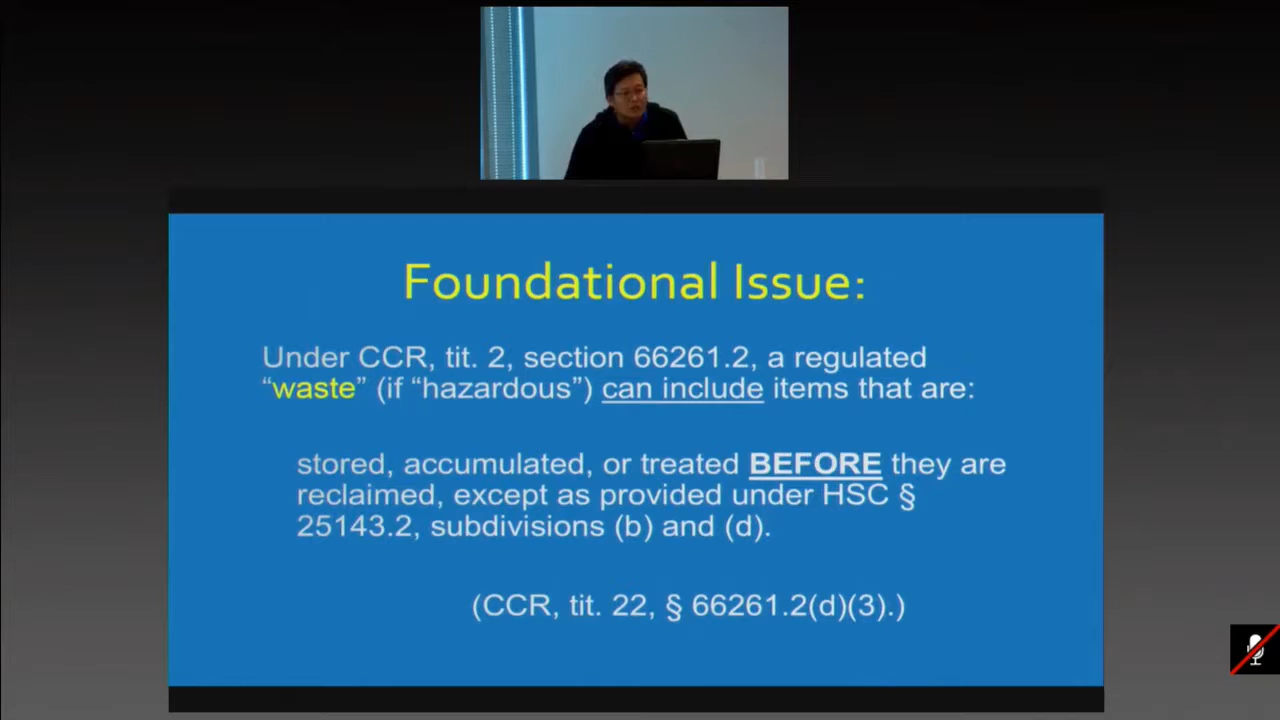 Foundational Issue:
Under CCR, tit. 2, section 66261.2, a regulated
“waste” (if “hazardous”) can include items that are:
stored, accumulated, or treated BEFORE they are
reclaimed, except as provided under HSC §
25143.2, subdivisions (b) and (d).
(CCR, tit. 22, § 66261.2(d)(3).)